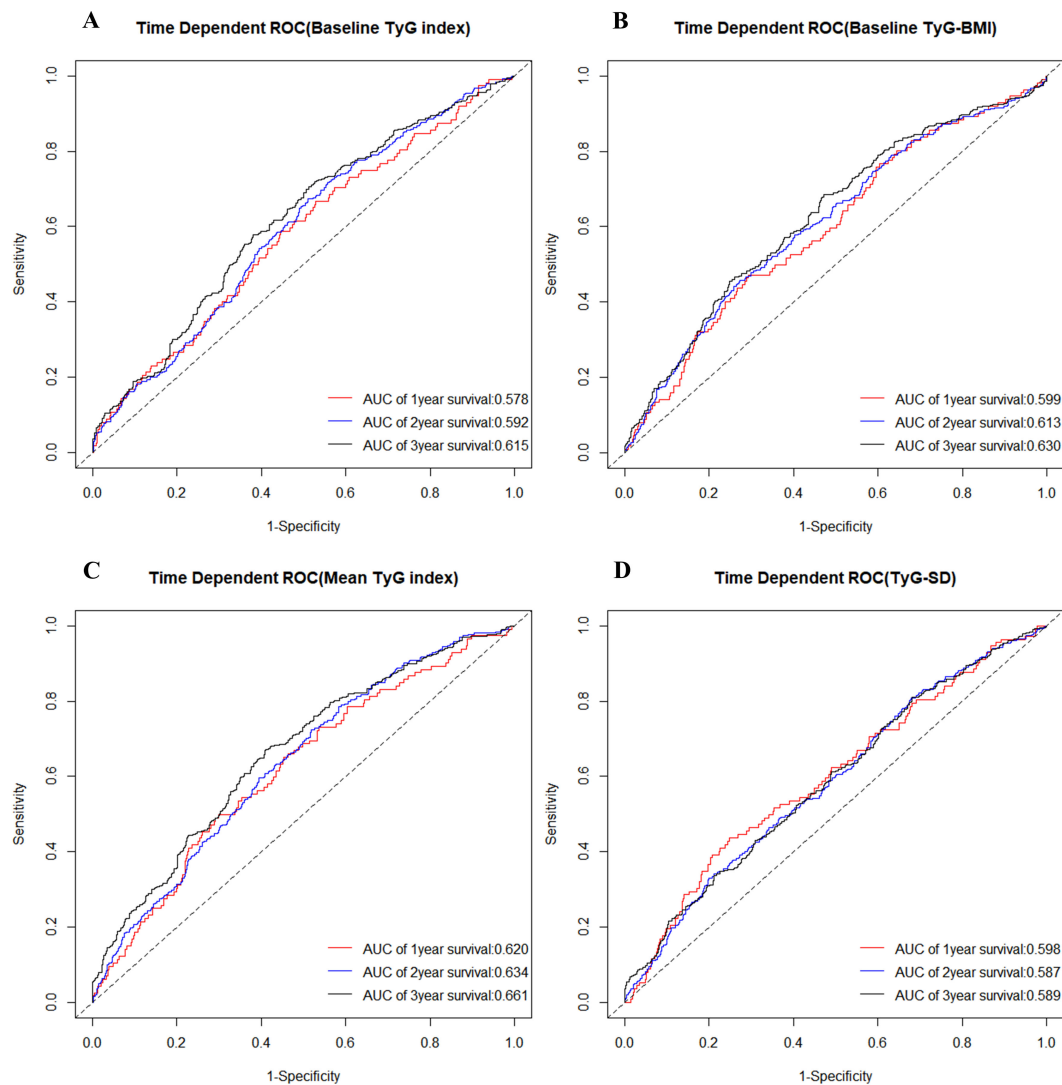 A
Time Dependent ROC(Baseline TyG index)
Sensitivity
1.0
0.8
0.6
0.4
0.2
0.0
AUC of 1year survival:0.578
AUC of 2year survival:0.592
AUC of 3year survival:0.615
0.0 0.2 0.4 0.6 0.8 1.0
1-Specificity
B
Time Dependent ROC(Baseline TyG-BMI)
Sensitivity
1.0
0.8
0.6
0.4
0.2
0.0
AUC of 1year survival:0.599
AUC of 2year survival:0.613
AUC of 3year survival:0.630
0.0 0.2 0.4 0.6 0.8 1.0
1-Specificity
C
Time Dependent ROC(Mean TyG index)
Sensitivity
1.0
0.8
0.6
0.4
0.2
0.0
AUC of 1year survival:0.620
AUC of 2year survival:0.634
AUC of 3year survival:0.661
0.0 0.2 0.4 0.6 0.8 1.0
1-Specificity
D
Time Dependent ROC(TyG-SD)
Sensitivity
1.0
0.8
0.6
0.4
0.2
0.0
AUC of 1year survival:0.598
AUC of 2year survival:0.587
AUC of 3year survival:0.589
0.0 0.2 0.4 0.6 0.8 1.0
1-Specificity